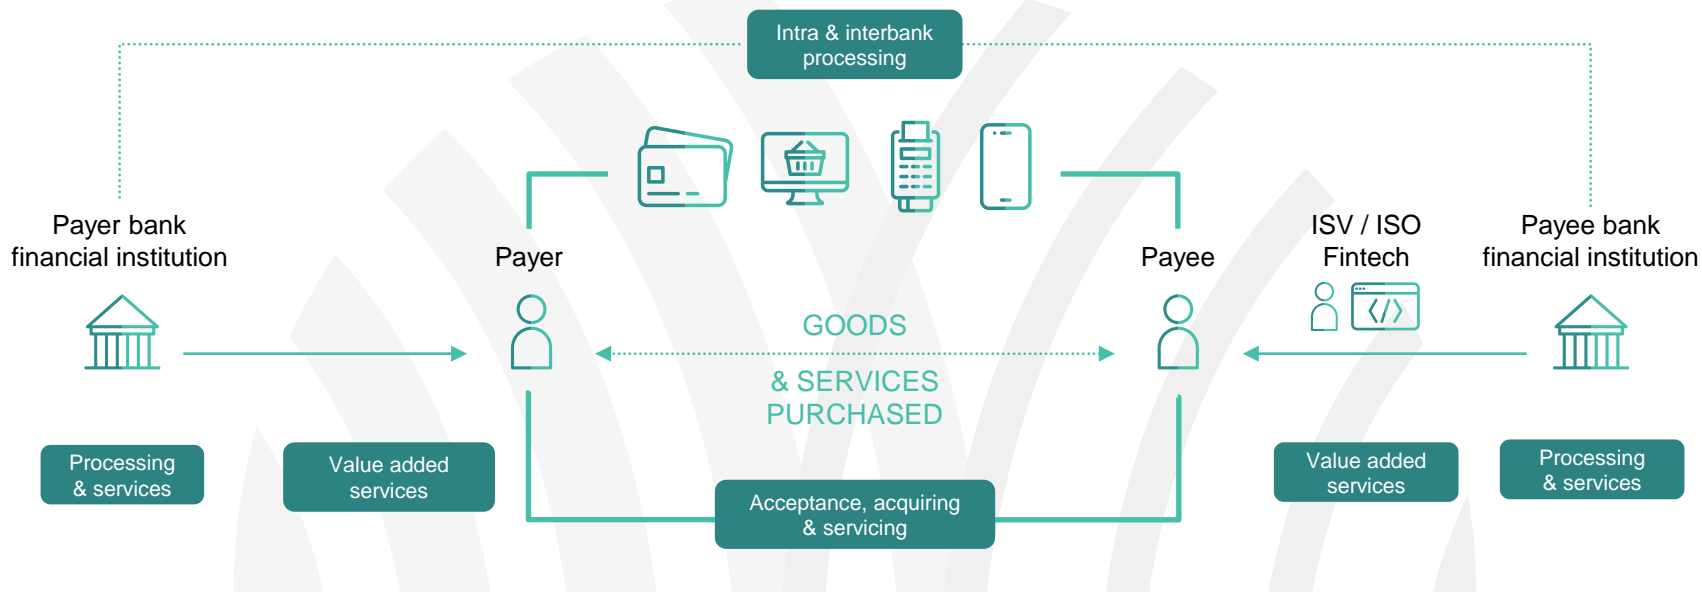 Intra & interbank
processing
Payer bank
financial institution
Payer
Payee
ISV / ISO
Fintech
Payee bank
financial institution
GOODS
& SERVICES
PURCHASED
Processing
& services
Value added
services
Acceptance, acquiring
& servicing
Value added
services
Processing
& services